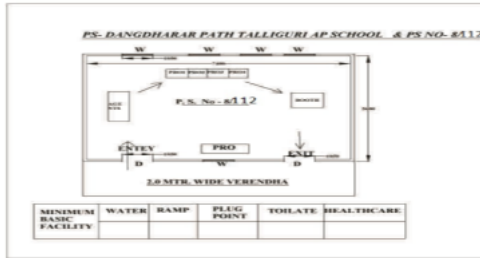 PS- DANGDHARAR PATH TALLIGURI AP SCHOOL & PS NO- 8/112
W W W W
P. S. No - 8/112
BOOTH
ENTEY PRO EXIT
D W D
2.0 MTR. WIDE VERENDHA
MINIMUM BASIC FACILITY WATER RAMP PLUG POINT TOILATE HEALTHCARE